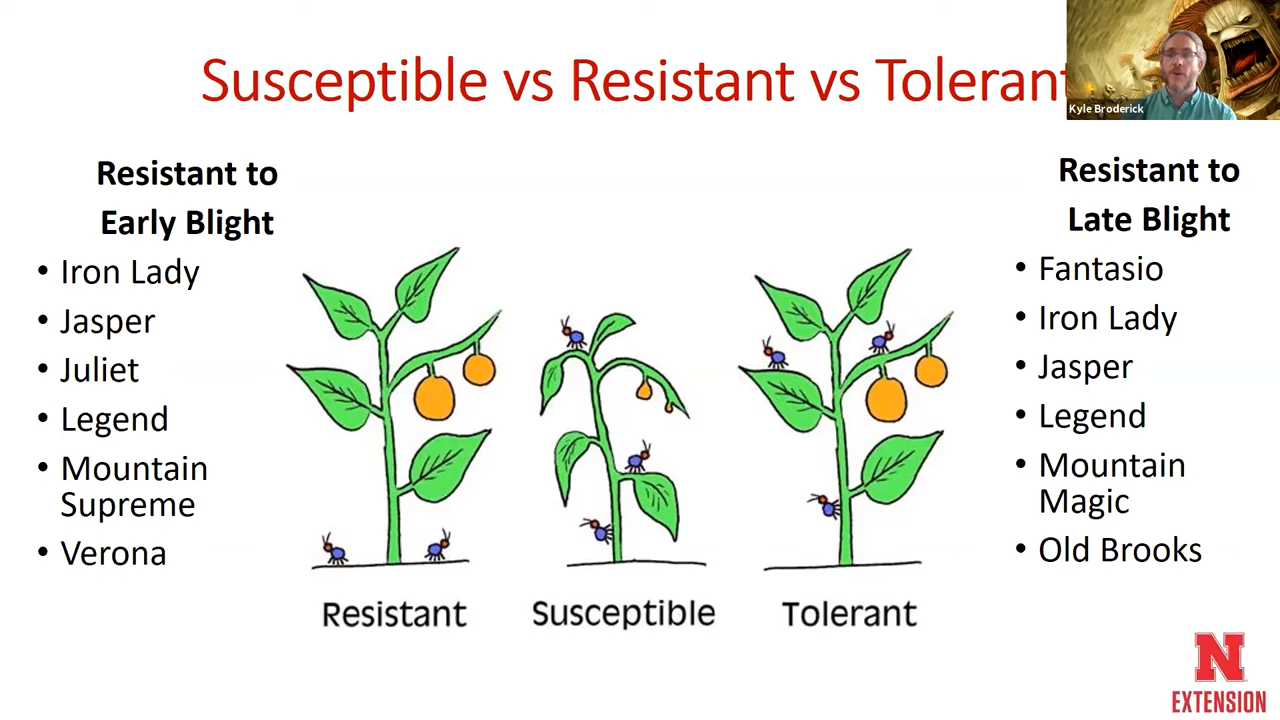 Susceptible vs Resistant vs Tolerant
Kyle Broderick
Resistant to
Early Blight
• Iron Lady
• Jasper
• Juliet
• Legend
• Mountain
Supreme
• Verona
Resistant
Susceptible
Tolerant
Resistant to
Late Blight
• Fantasio
• Iron Lady
• Jasper
• Legend
• Mountain
Magic
• Old Brooks
N
EXTENSION